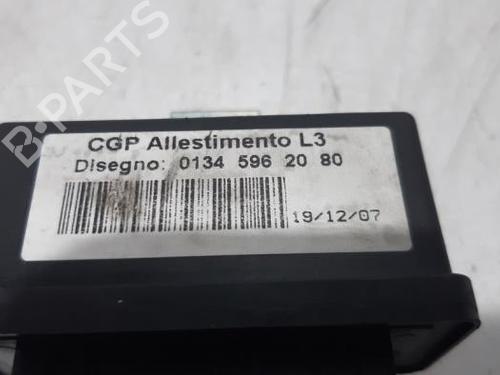 B-PARTS
CGP Allestimento L3
Disegno: 0134 596 20 80
19/12/07